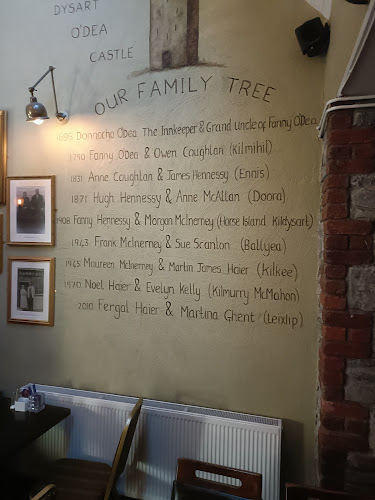 DYSART
O'DEA
CASTLE
OUR FAMILY TREE
1695 Donnacha O'Dea The Innkeeper & Grand Uncle of Fanny O'Dea
1790 Fanny O'Dea & Owen Coughlan (Kilmihil)
1831 Anne Coughlan & James Hennessy (Ennis)
1871 Hugh Hennessy & Anne McAllan (Doora)
1908 Fanny Hennessy & Morgan McInerney (Horse Island Kildysart)
1943 Frank McInerney & Sue Scanlon (Ballyea)
1945 Maureen McInerney & Martin James Haier (Kilkee)
1970 Noel Haier & Evelyn Kelly (Kilmurry McMahon)
2010 Fergal Haier & Martina Ghent (Leixlip)